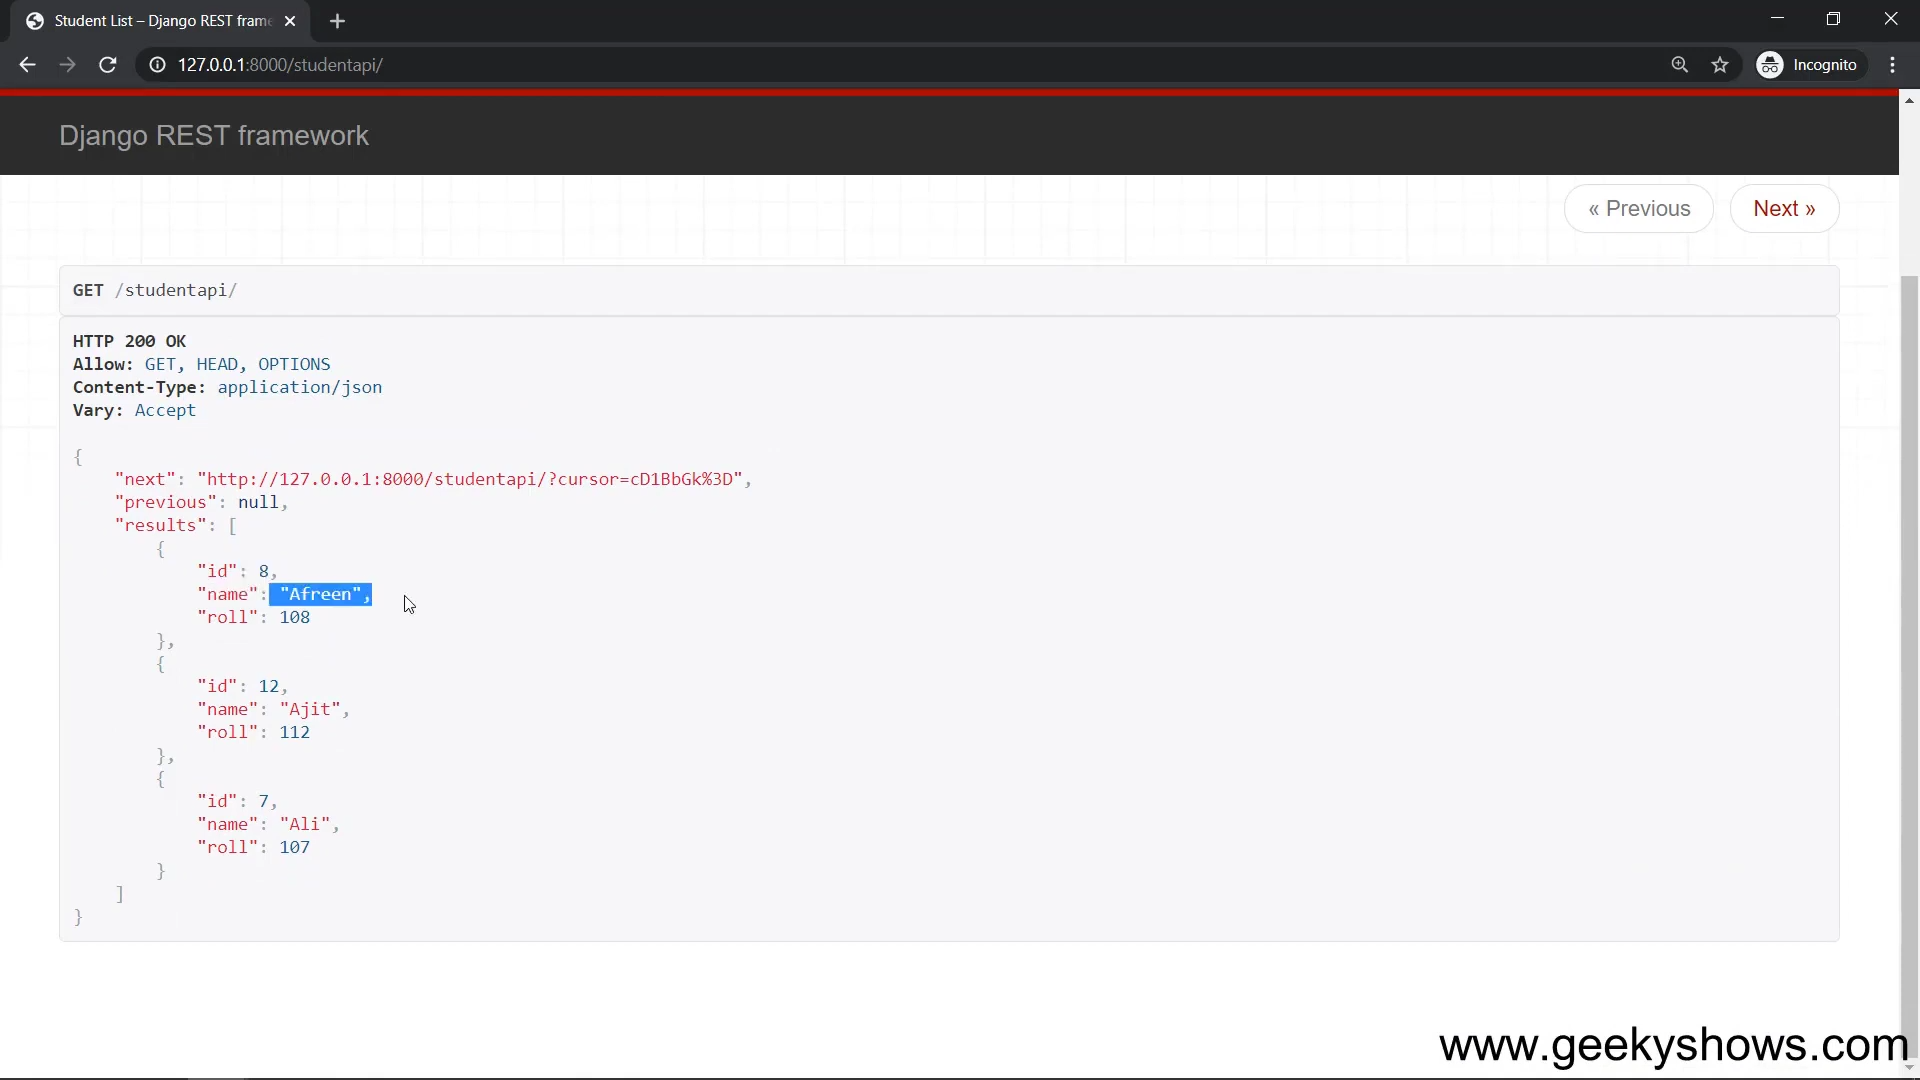 Student List – Django REST frame
127.0.0.1:8000/studentapi/
Incognito
Django REST framework
« Previous
Next »
GET /studentapi/
HTTP 200 OK
Allow: GET, HEAD, OPTIONS
Content-Type: application/json
Vary: Accept
{
"next": "http://127.0.0.1:8000/studentapi/?cursor=cD1BbGk%3D",
"previous": null,
"results": [
{
"id": 8,
"name": "Afreen",
"roll": 108
},
{
"id": 12,
"name": "Ajit",
"roll": 112
},
{
"id": 7,
"name": "Ali",
"roll": 107
}
]
}
www.geekyshows.com